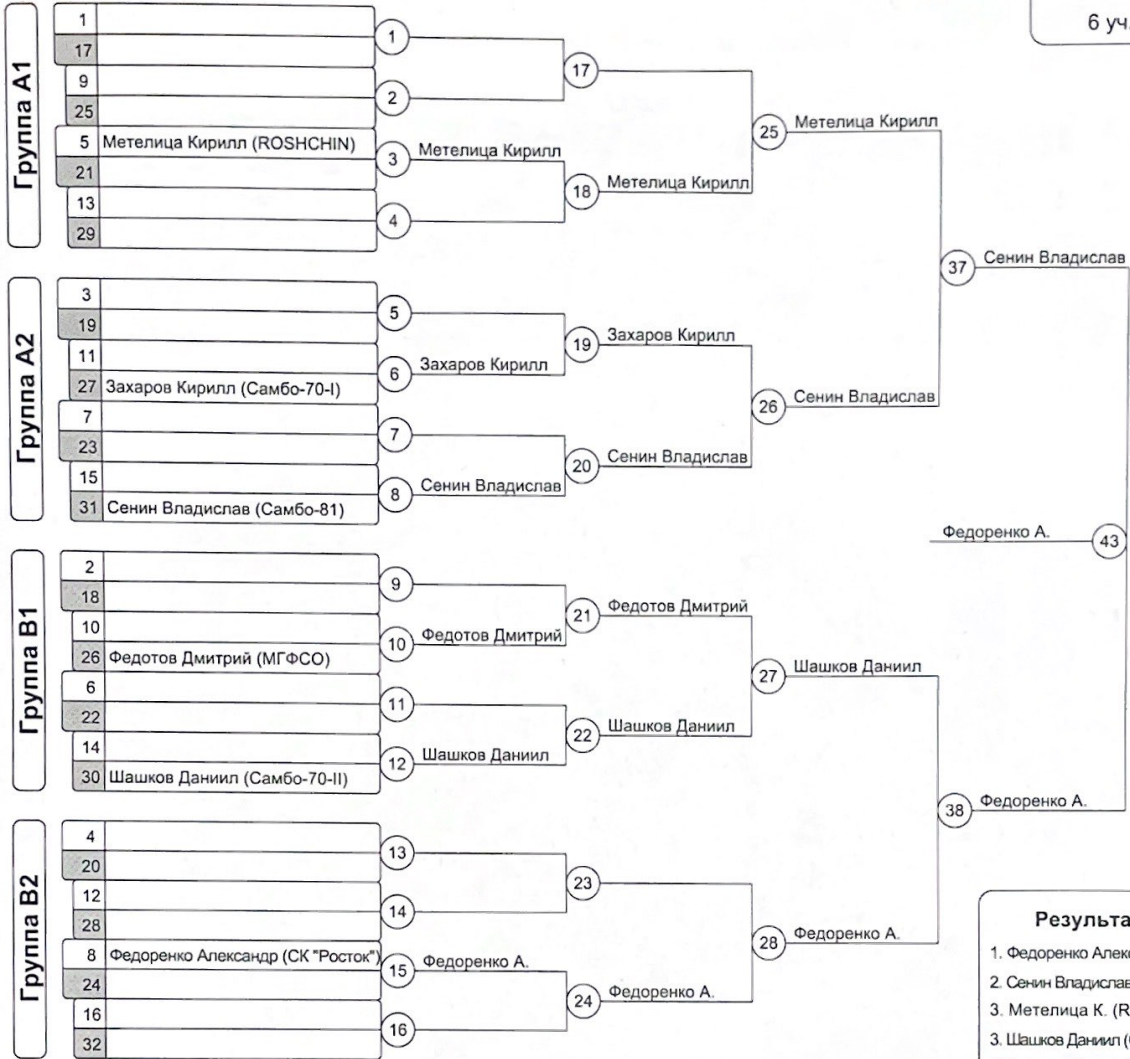 6 уч.
Группа А1
1
17
9
25
5 Метелица Кирилл (ROSHCHIN)
21
13
29
1
2
3 Метелица Кирилл
4
17
18 Метелица Кирилл
25 Метелица Кирилл
Группа А2
3
19
11
27 Захаров Кирилл (Самбо-70-I)
7
23
15
31 Сенин Владислав (Самбо-81)
5
6 Захаров Кирилл
7
8 Сенин Владислав
19 Захаров Кирилл
20 Сенин Владислав
26 Сенин Владислав
37 Сенин Владислав
Федоренко А. 43
Группа В1
2
18
10
26 Федотов Дмитрий (МГФСО)
6
22
14
30 Шашков Даниил (Самбо-70-II)
9
10 Федотов Дмитрий
11
12 Шашков Даниил
21 Федотов Дмитрий
22 Шашков Даниил
27 Шашков Даниил
38 Федоренко А.
Группа В2
4
20
12
28
8 Федоренко Александр (СК "Росток")
24
16
32
13
14
15 Федоренко А.
16
23
24 Федоренко А.
28 Федоренко А.
Результа
1. Федоренко Алекс
2. Сенин Владислав
3. Метелица К. (R
3. Шашков Даниил (